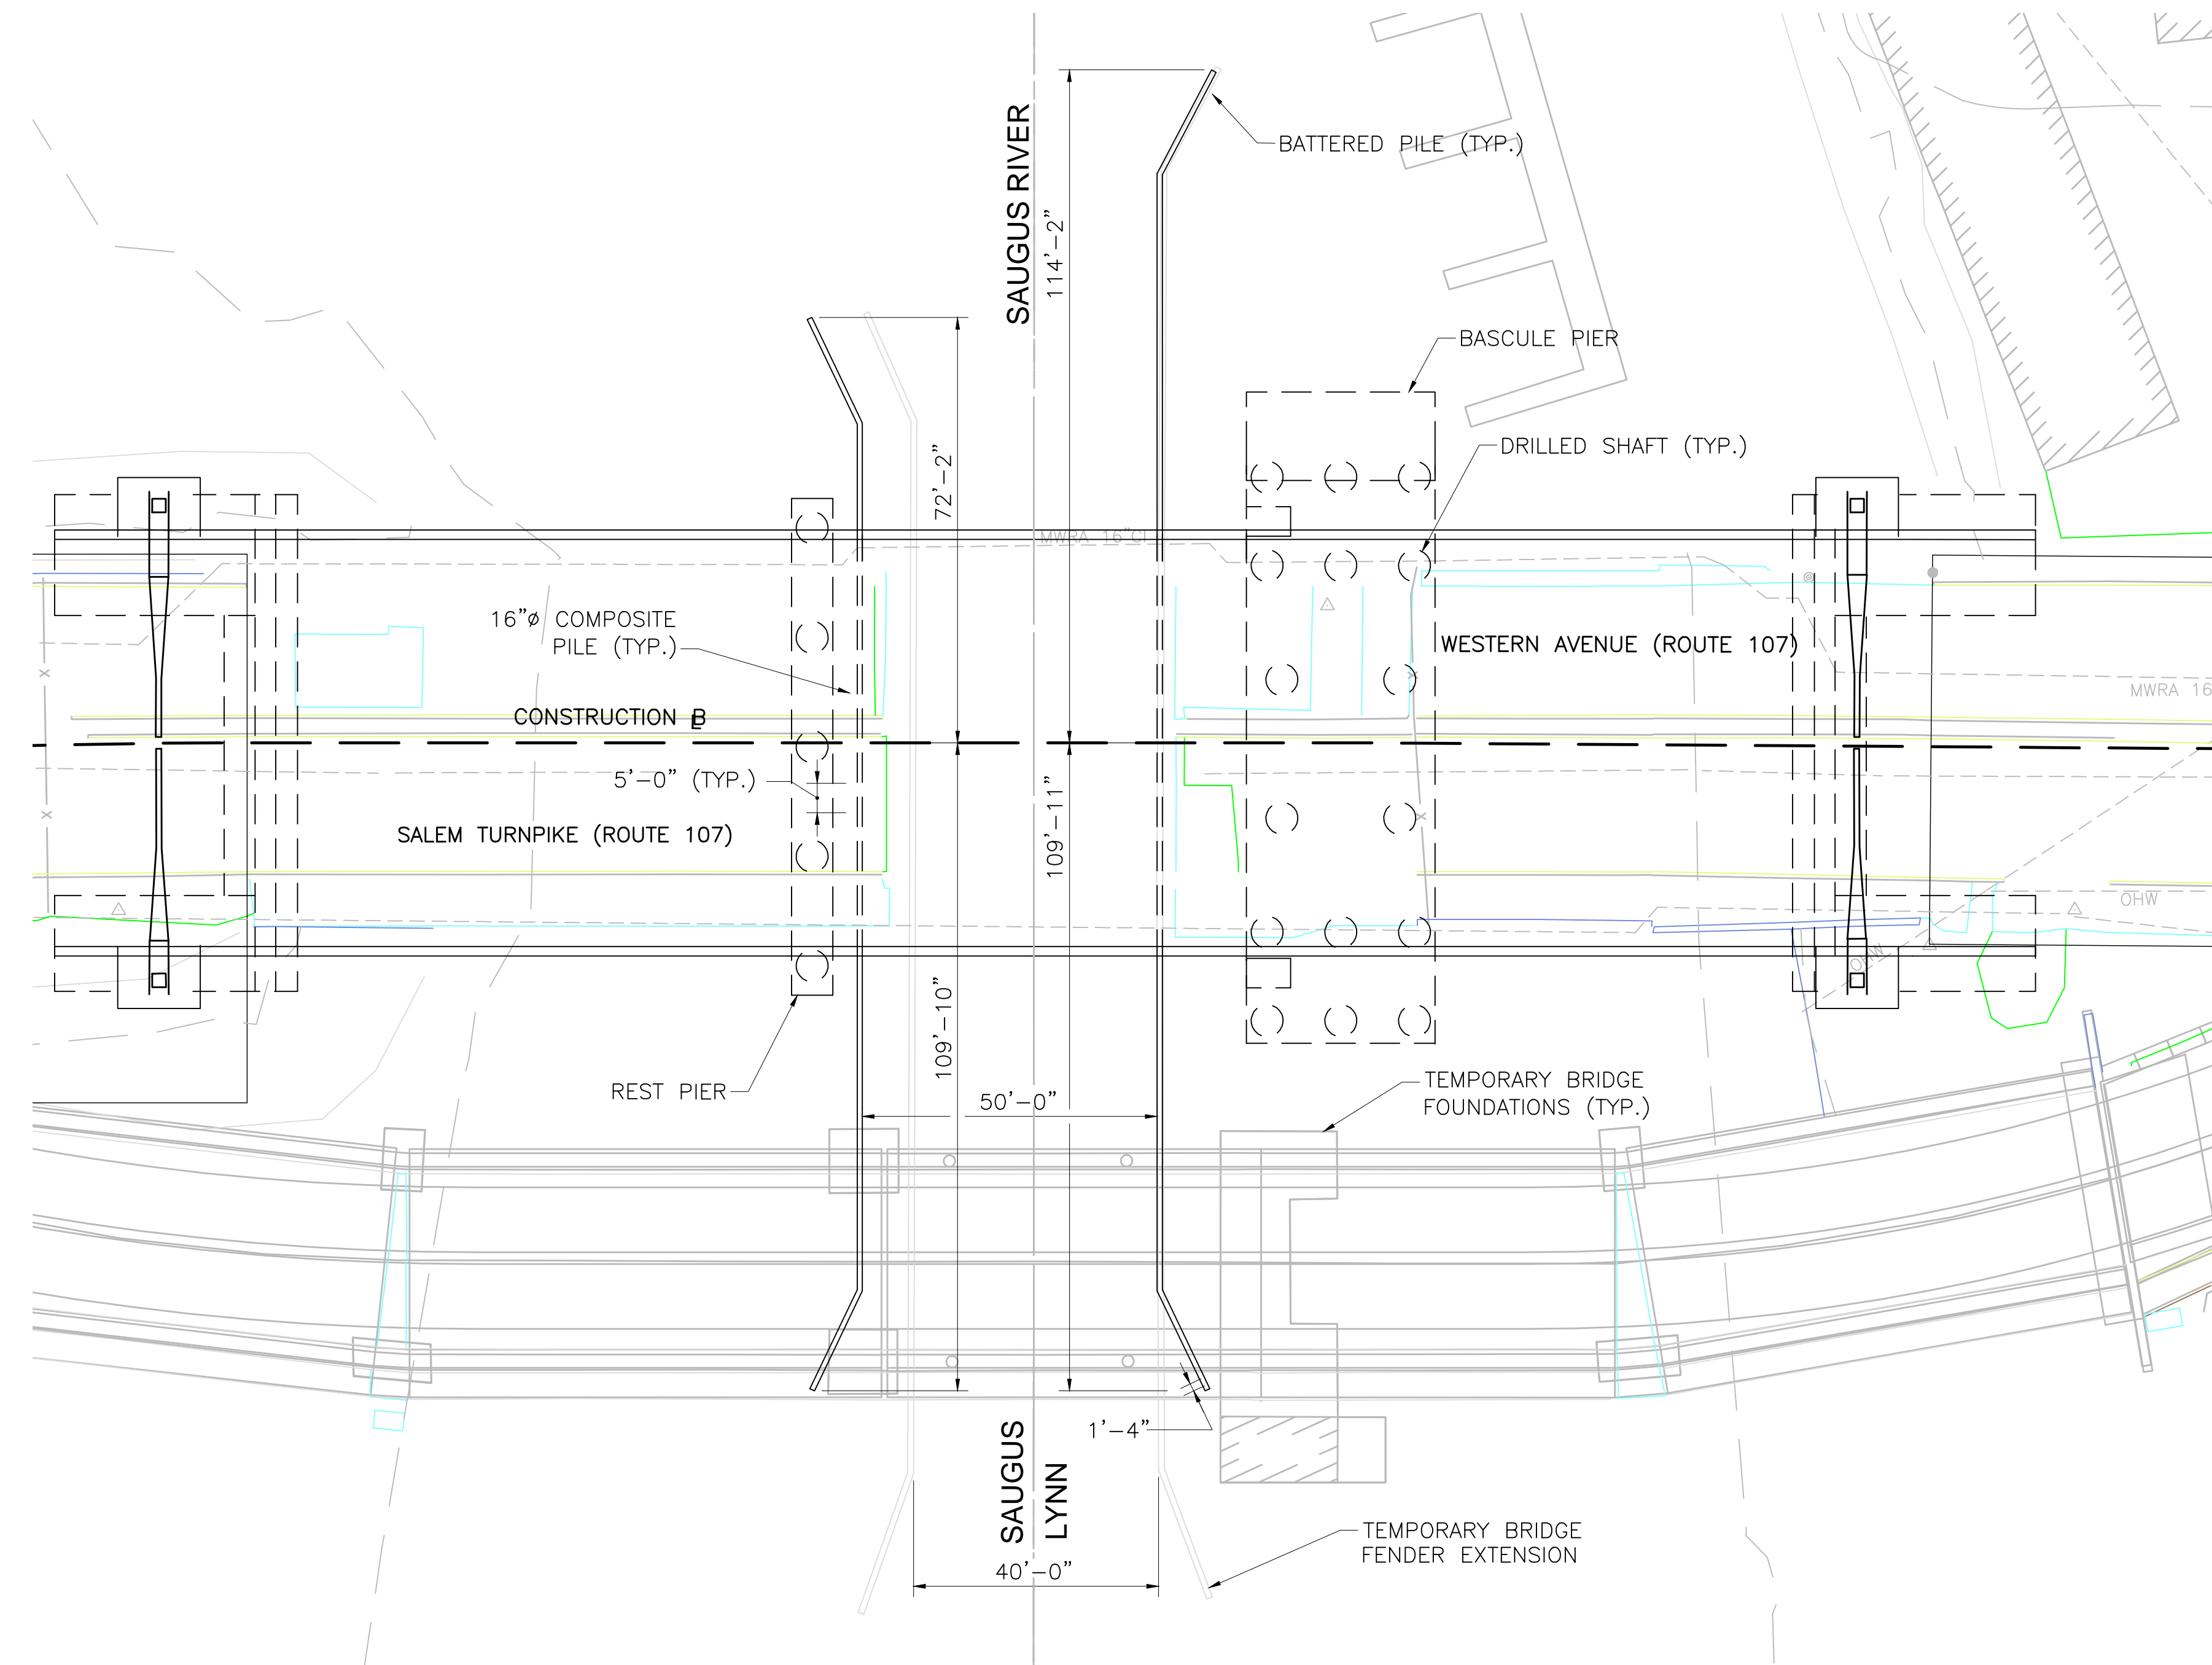 SAUGUS RIVER
114'-2"
BATTERED PILE (TYP.)
BASCULE PIER
DRILLED SHAFT (TYP.)
72'-2"
MWRA 16"CI
16"ø COMPOSITE
PILE (TYP.)
WESTERN AVENUE (ROUTE 107)
MWRA 16
CONSTRUCTION BL
5'-0" (TYP.)
SALEM TURNPIKE (ROUTE 107)
109'-11"
OHW
OHW
109'-10"
REST PIER
50'-0"
TEMPORARY BRIDGE
FOUNDATIONS (TYP.)
1'-4"
SAUGUS
LYNN
TEMPORARY BRIDGE
FENDER EXTENSION
40'-0"